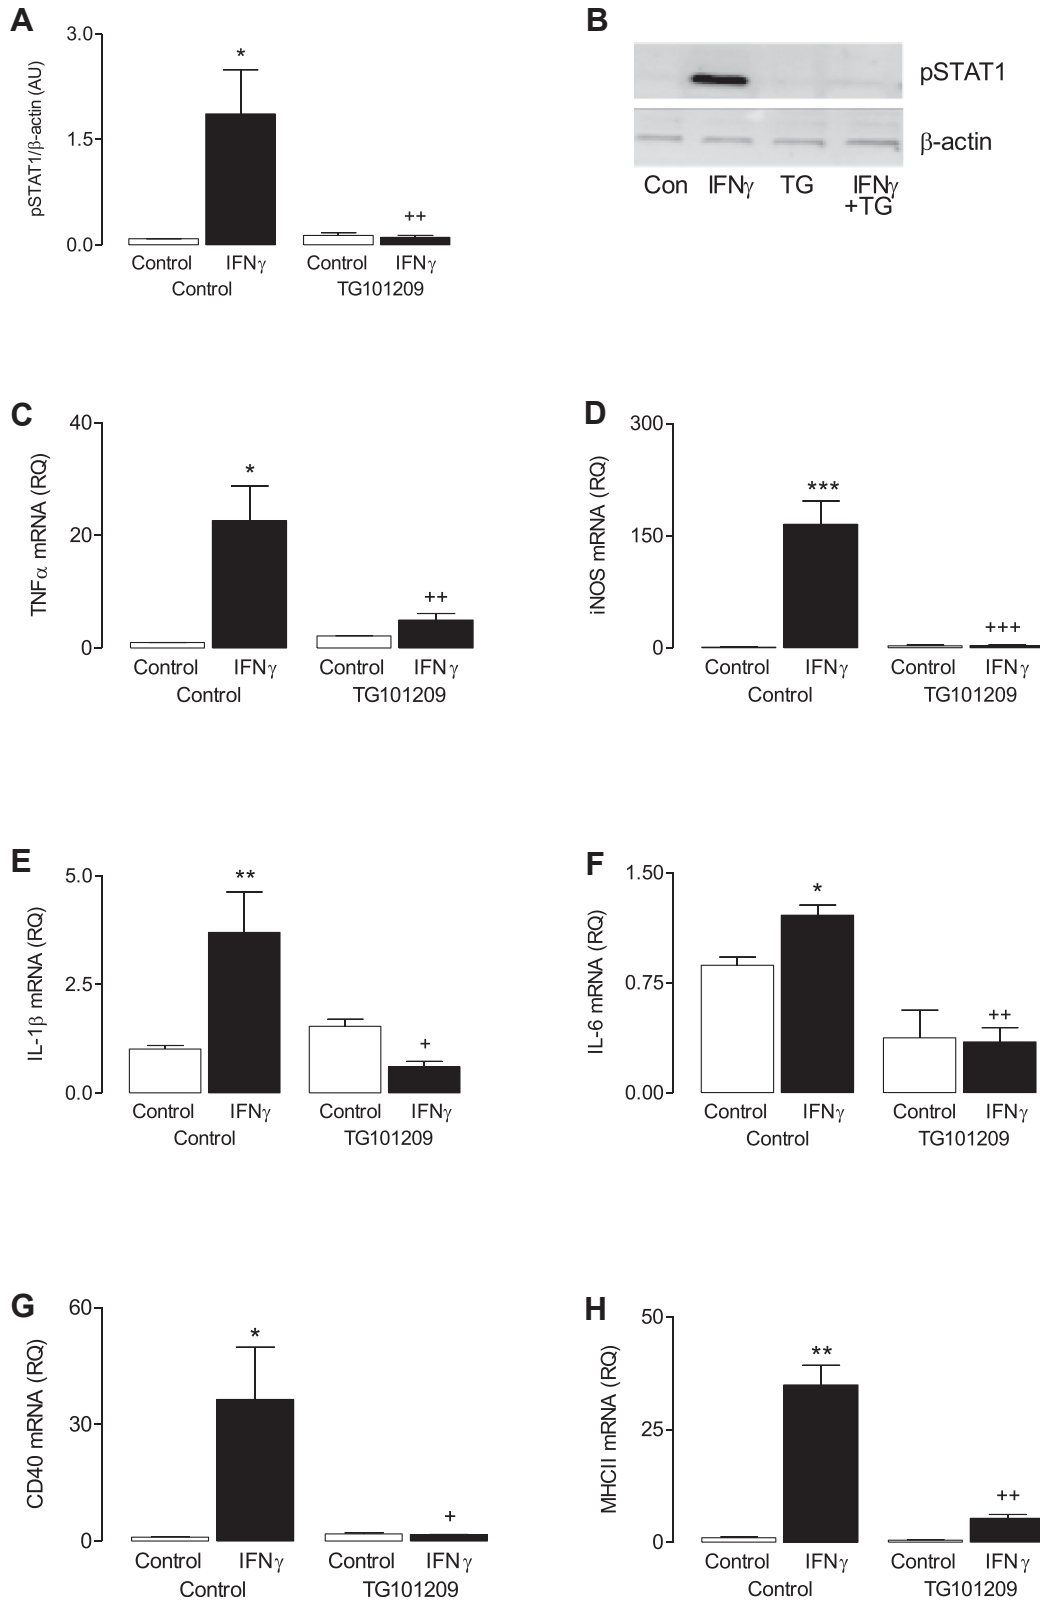 A
pSTAT1/β-actin (AU)
3.0
1.5
0.0
*
++
Control IFNγ Control IFNγ
Control TG101209
B
pSTAT1
β-actin
Con IFNγ TG IFNγ
+TG
C
TNFα mRNA (RQ)
40
20
0
*
++
Control IFNγ Control IFNγ
Control TG101209
D
iNOS mRNA (RQ)
300
150
0
***
+++
Control IFNγ Control IFNγ
Control TG101209
E
IL-1β mRNA (RQ)
5.0
2.5
0.0
**
+
Control IFNγ Control IFNγ
Control TG101209
F
IL-6 mRNA (RQ)
1.50
0.75
0.00
*
++
Control IFNγ Control IFNγ
Control TG101209
G
CD40 mRNA (RQ)
60
30
0
*
+
Control IFNγ Control IFNγ
Control TG101209
H
MHCII mRNA (RQ)
50
25
0
**
++
Control IFNγ Control IFNγ
Control TG101209